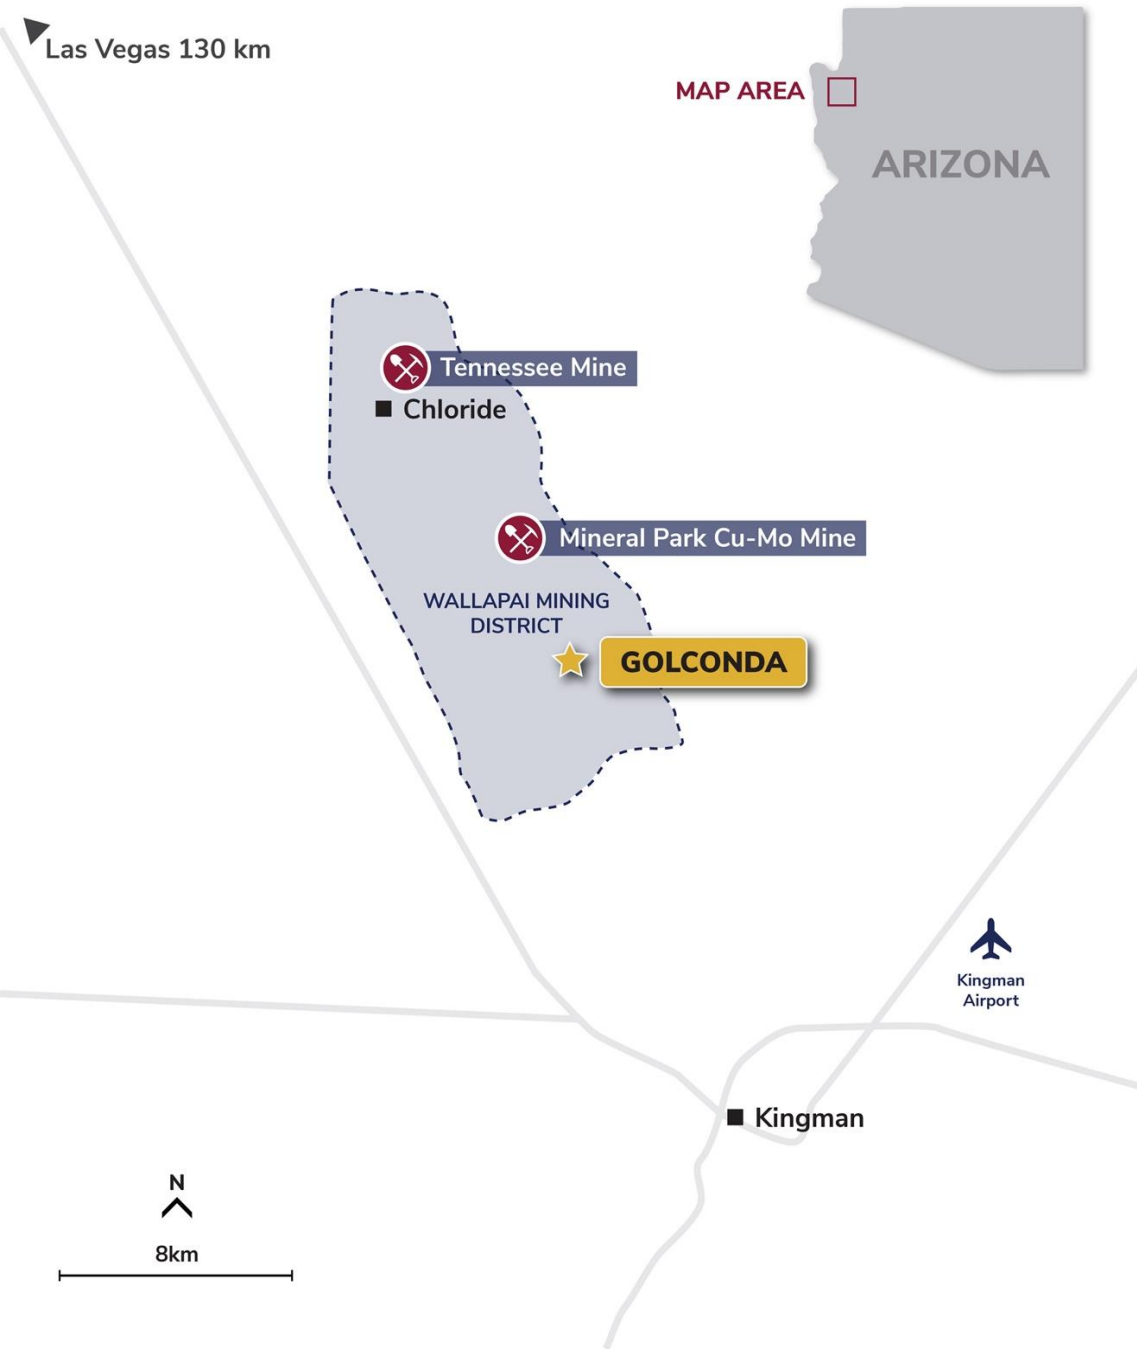 Las Vegas 130 km
MAP AREA
ARIZONA
Tennessee Mine
Chloride
Mineral Park Cu-Mo Mine
WALLAPAI MINING
DISTRICT
GOLCONDA
Kingman
Airport
Kingman
N
8km